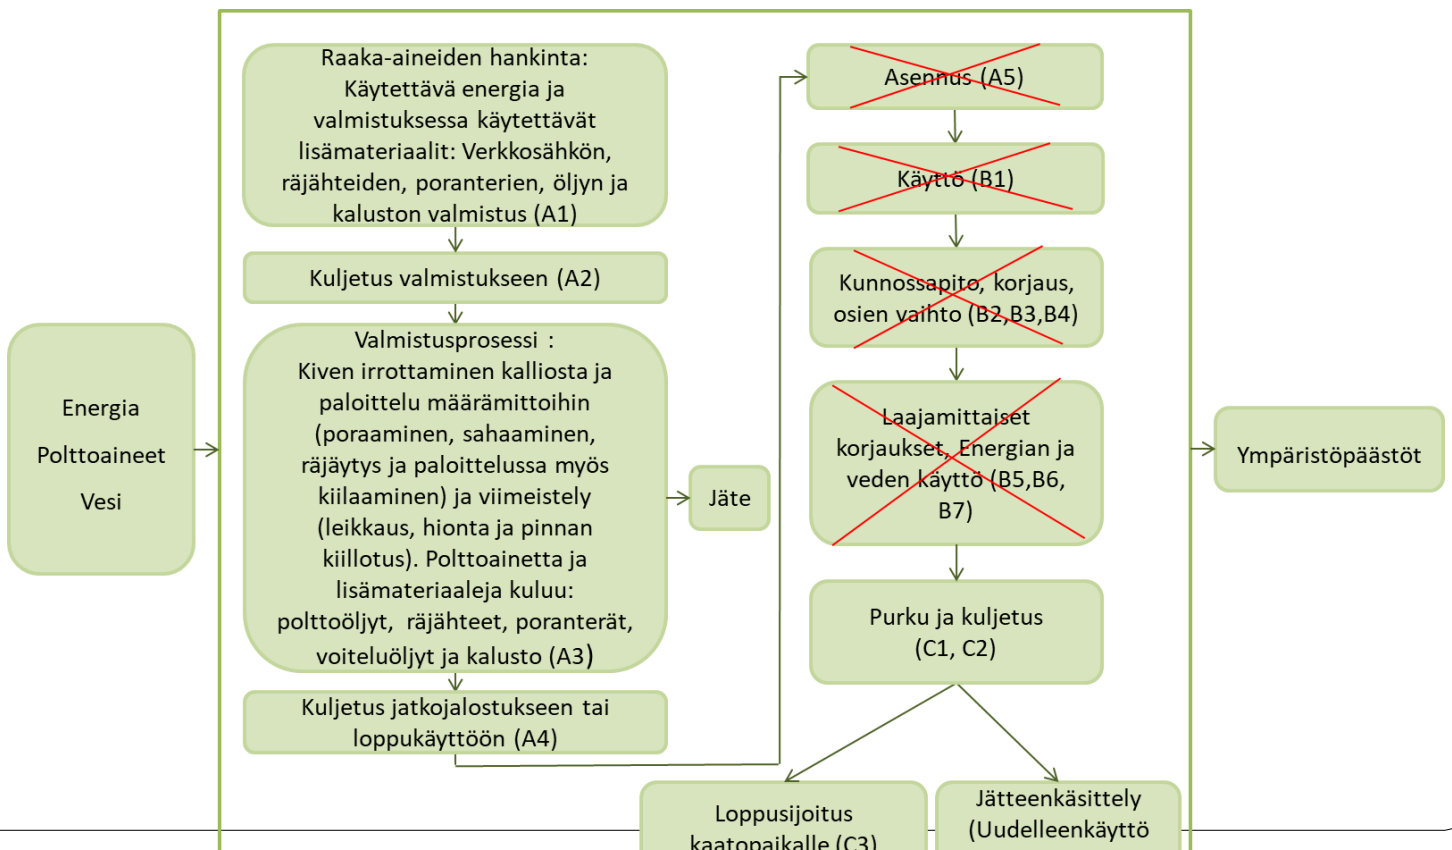 Energia
Polttoaineet
Vesi
Raaka-aineiden hankinta:
Käytettävä energia ja
valmistuksessa käytettävät
lisämateriaalit: Verkkosähkön,
räjähteiden, poranterien, öljyn ja
kaluston valmistus (A1)
Kuljetus valmistukseen (A2)
Valmistusprosessi :
Kiven irrottaminen kalliosta ja
paloittelu määrämittoihin
(poraaminen, sahaaminen,
räjäytys ja paloittelussa myös
kiilaaminen) ja viimeistely
(leikkaus, hionta ja pinnan
kiillotus). Polttoainetta ja
lisämateriaaleja kuluu:
polttoöljyt, räjähteet, poranterät,
voiteluöljyt ja kalusto (A3)
Jäte
Kuljetus jatkojalostukseen tai
loppukäyttöön (A4)
Asennus (A5)
Käyttö (B1)
Kunnossapito, korjaus,
osien vaihto (B2,B3,B4)
Laajamittaiset
korjaukset, Energian ja
veden käyttö (B5,B6,
B7)
Purku ja kuljetus
(C1, C2)
Loppusijoitus
kaatopaikalle (C3)
Jätteenkäsittely
(Uudelleenkäyttö
Ympäristöpäästöt